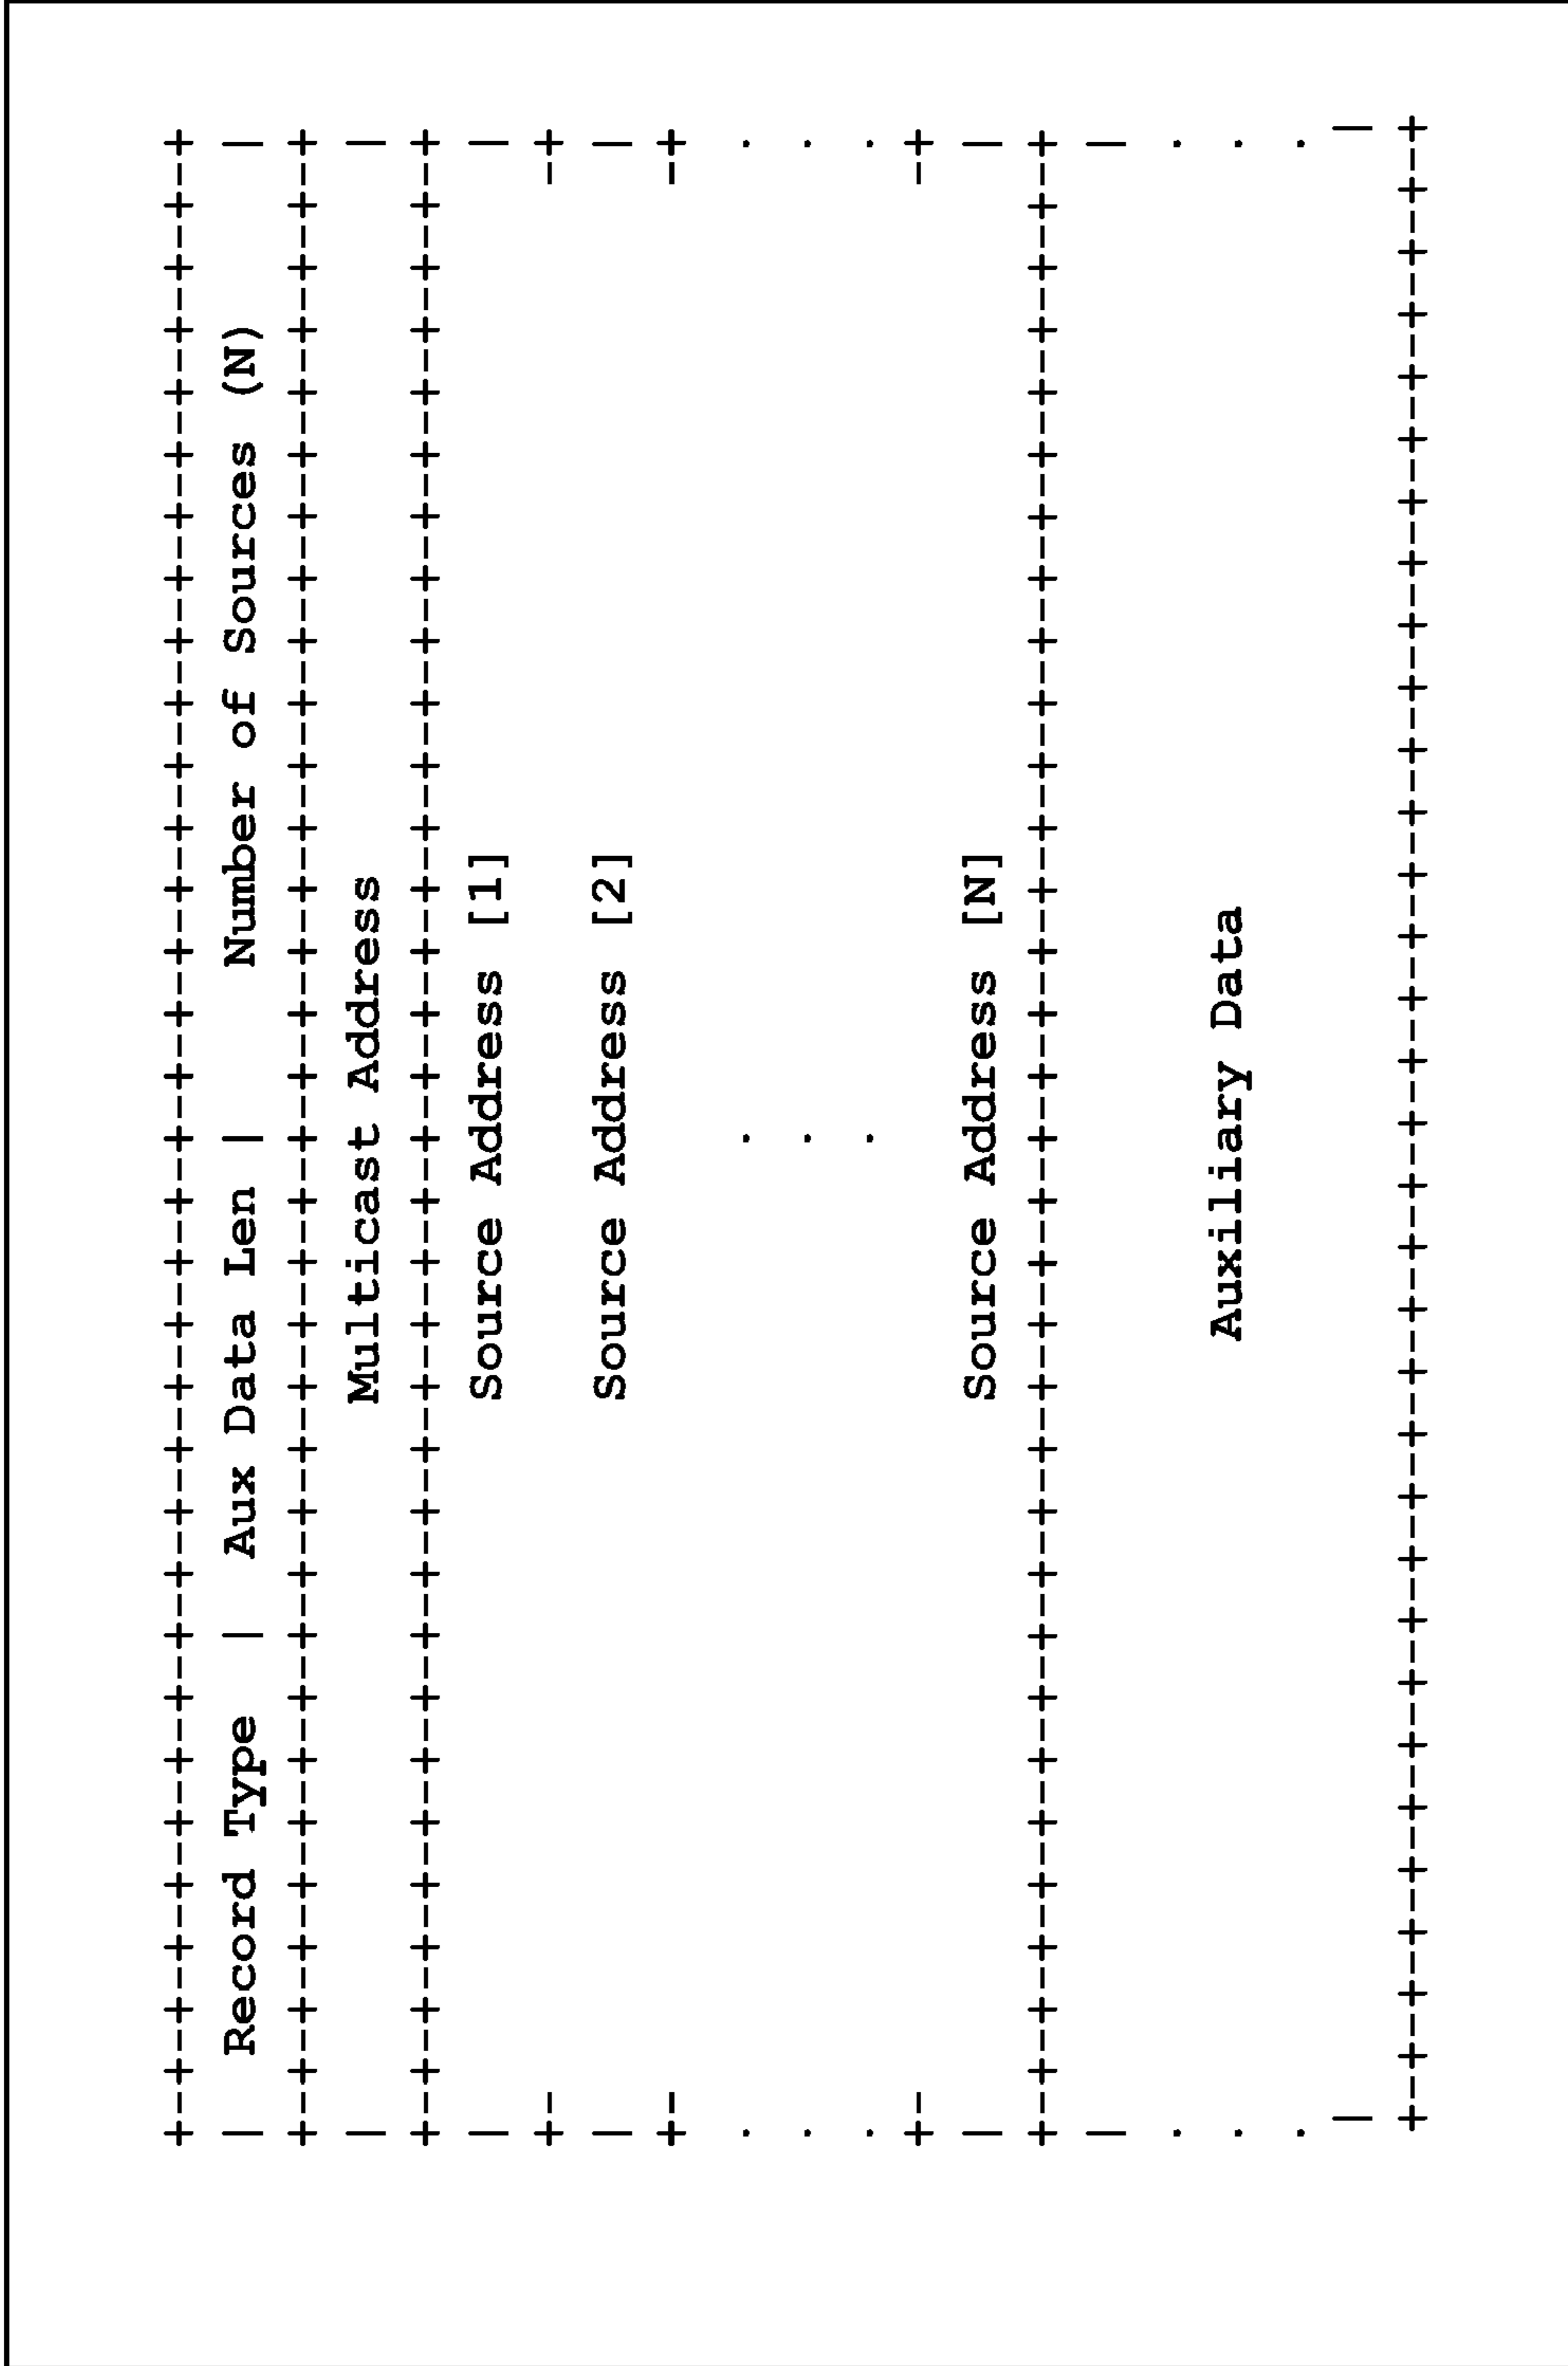 +-+-+-+-+-+-+-+-+-+-+-+-+-+-+-+-+-+-+-+-+-+-+-+-+-+-+-+-+-+-+-+-+
|  Record Type  |  Aux Data Len |     Number of Sources (N)     |
+-+-+-+-+-+-+-+-+-+-+-+-+-+-+-+-+-+-+-+-+-+-+-+-+-+-+-+-+-+-+-+-+
|                       Multicast Address                       |
+-+-+-+-+-+-+-+-+-+-+-+-+-+-+-+-+-+-+-+-+-+-+-+-+-+-+-+-+-+-+-+-+
|                       Source Address [1]                      |
+-                                                             -+
|                       Source Address [2]                      |
+-                                                             -+
.                               .                               .
.                               .                               .
.                               .                               .
+-                                                             -+
|                       Source Address [N]                      |
+-+-+-+-+-+-+-+-+-+-+-+-+-+-+-+-+-+-+-+-+-+-+-+-+-+-+-+-+-+-+-+-+
|                                                               |
.                                                               .
.                         Auxiliary Data                        .
.                                                               .
|                                                               |
+-+-+-+-+-+-+-+-+-+-+-+-+-+-+-+-+-+-+-+-+-+-+-+-+-+-+-+-+-+-+-+-+